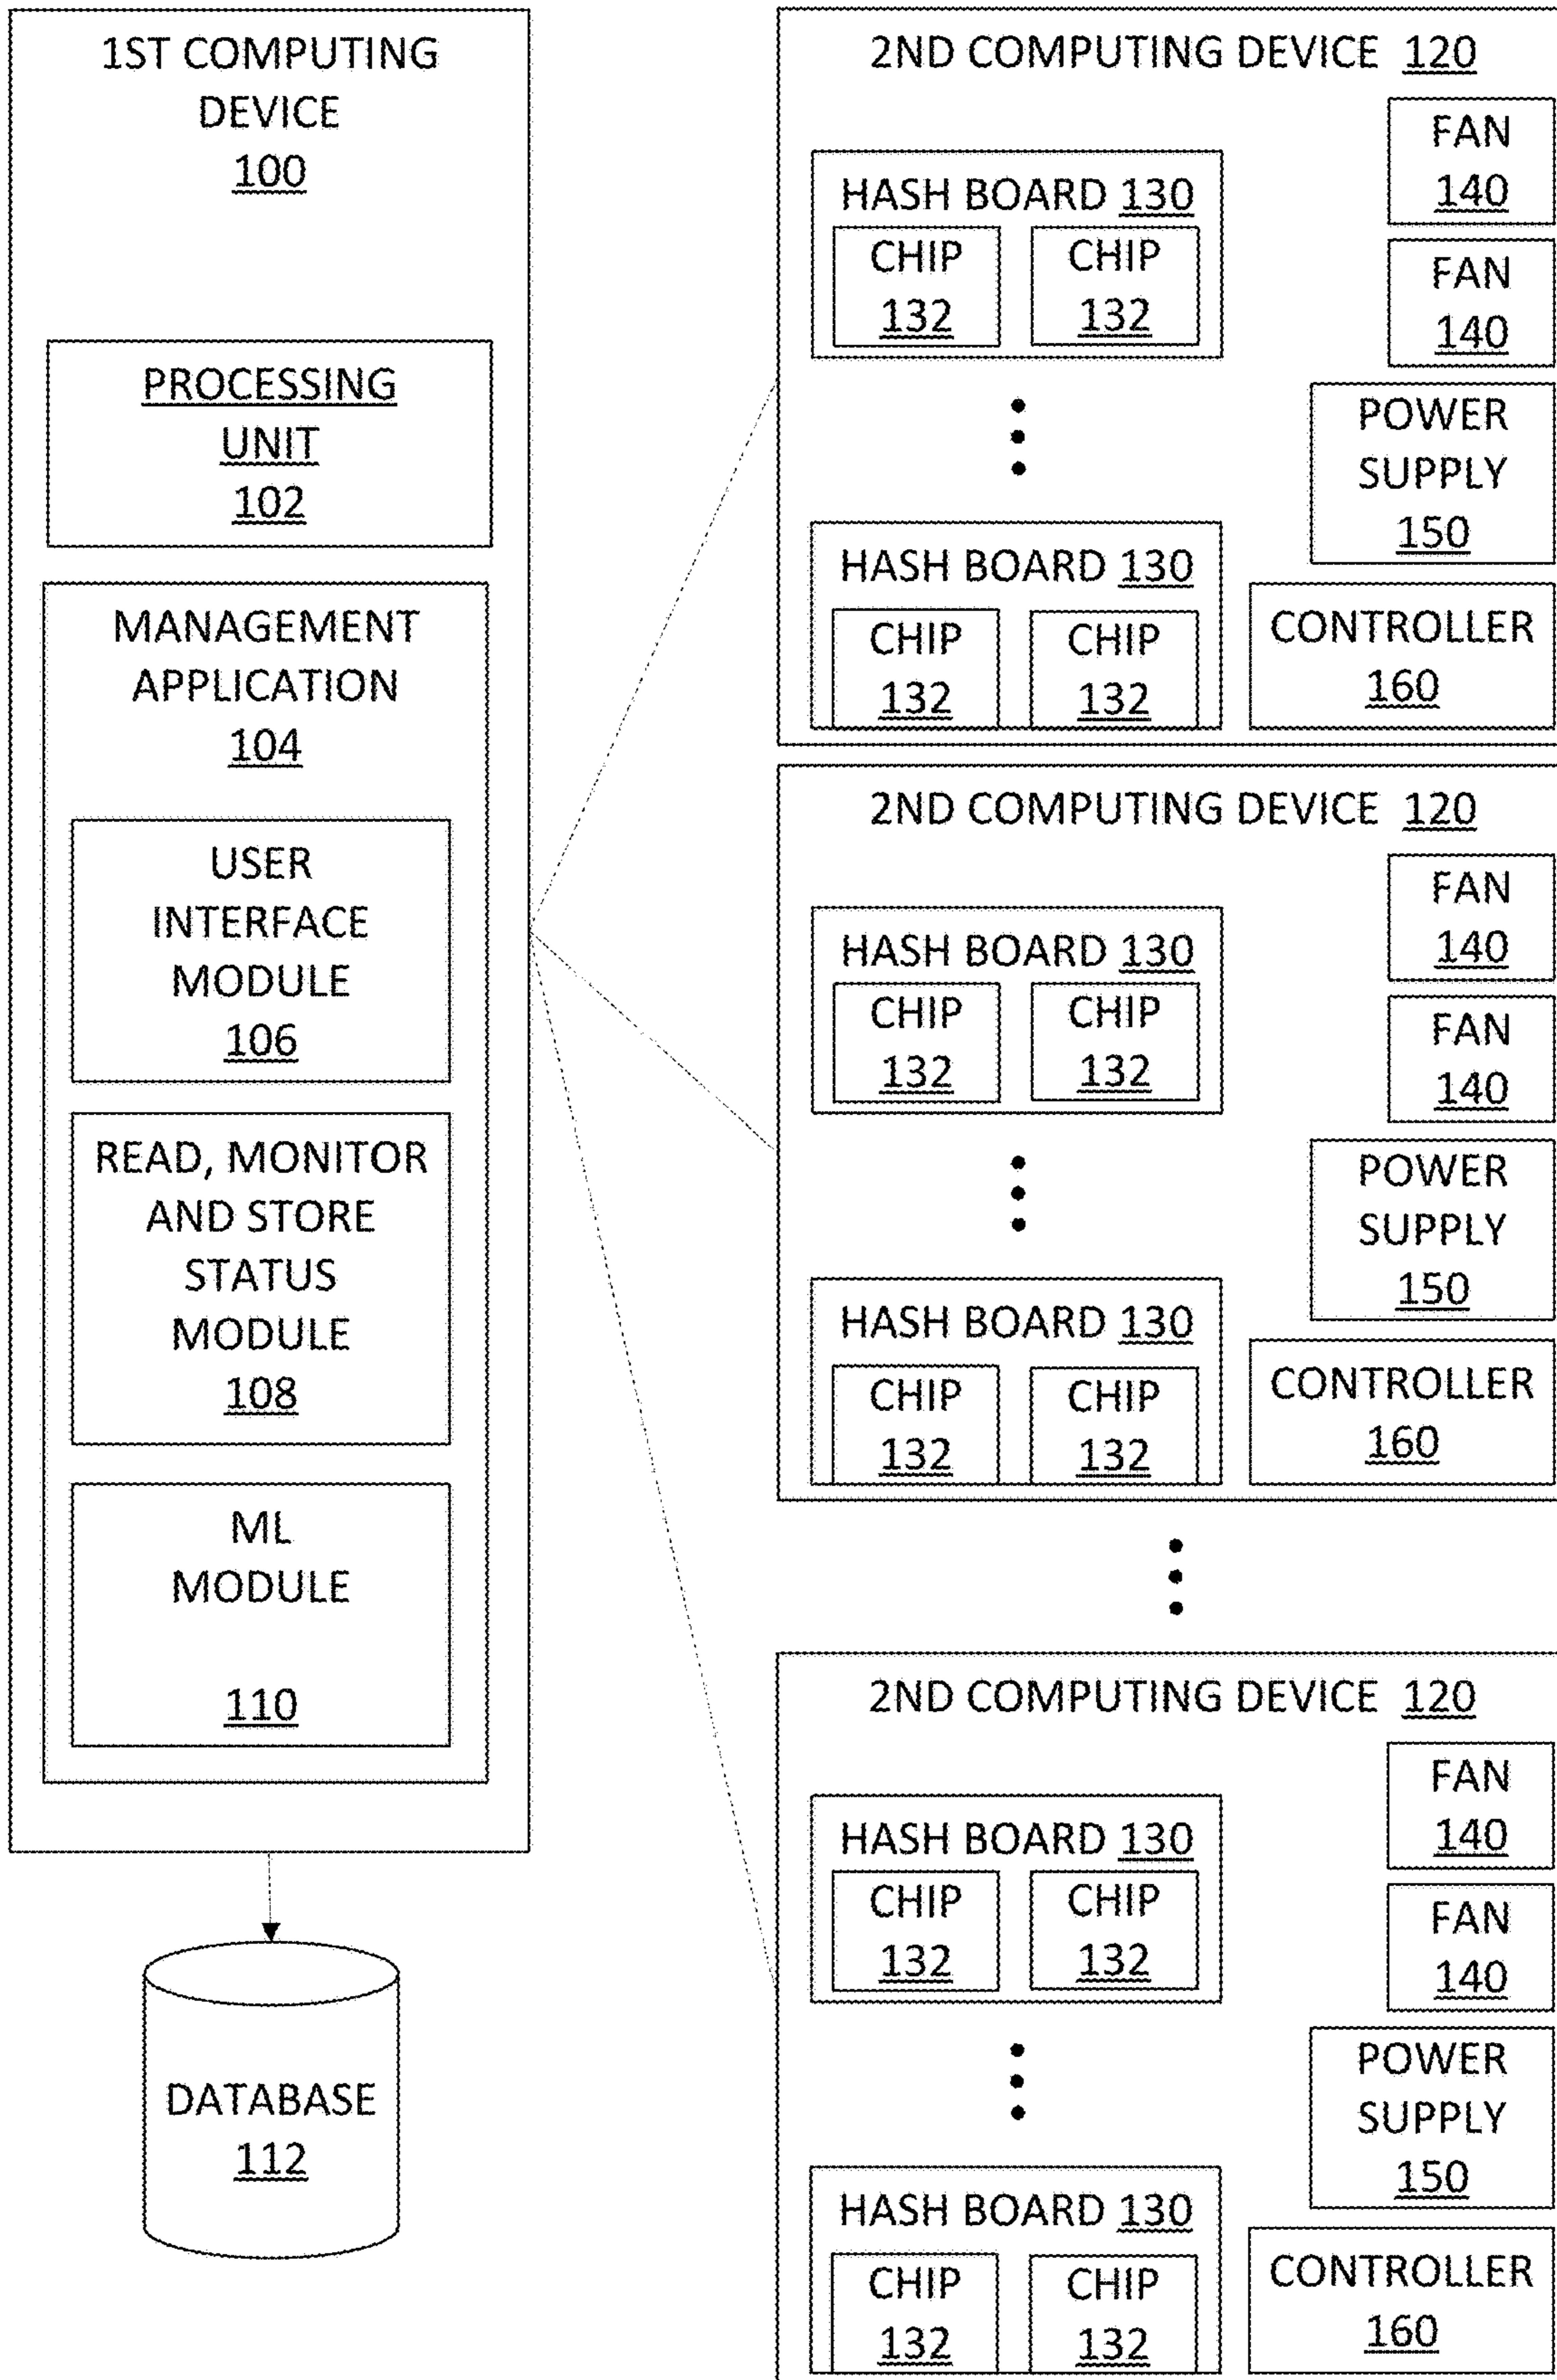 1ST COMPUTING
DEVICE
100
PROCESSING
UNIT
102
MANAGEMENT
APPLICATION
104
USER
INTERFACE
MODULE
106
READ, MONITOR
AND STORE
STATUS
MODULE
108
ML
MODULE
110
DATABASE
112
2ND COMPUTING DEVICE 120
HASH BOARD 130
CHIP
132
CHIP
132
HASH BOARD 130
CHIP
132
CHIP
132
FAN
140
FAN
140
POWER
SUPPLY
150
CONTROLLER
160
2ND COMPUTING DEVICE 120
HASH BOARD 130
CHIP
132
CHIP
132
HASH BOARD 130
CHIP
132
CHIP
132
FAN
140
FAN
140
POWER
SUPPLY
150
CONTROLLER
160
2ND COMPUTING DEVICE 120
HASH BOARD 130
CHIP
132
CHIP
132
HASH BOARD 130
CHIP
132
CHIP
132
FAN
140
FAN
140
POWER
SUPPLY
150
CONTROLLER
160